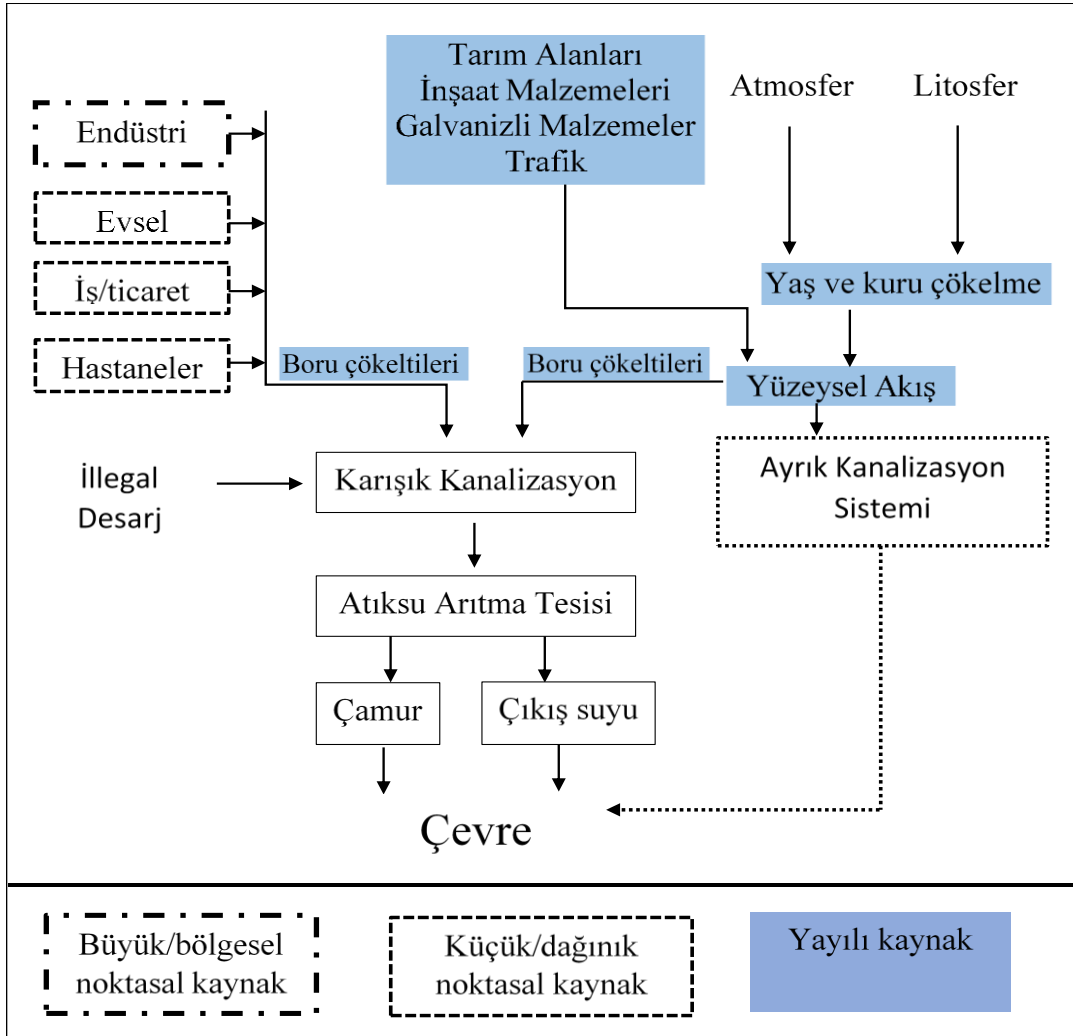 Tarım Alanları
İnşaat Malzemeleri
Galvanizli Malzemeler
Trafik
Atmosfer
Litosfer
Endüstri
Evsel
İş/ticaret
Hastaneler
Yaş ve kuru çökelme
Boru çökeltileri
Boru çökeltileri
Yüzeysel Akış
İllegal
Desarj
Karışık Kanalizasyon
Ayrık Kanalizasyon
Sistemi
Atıksu Arıtma Tesisi
Çamur
Çıkış suyu
Çevre
Büyük/bölgesel
noktasal kaynak
Küçük/dağınık
noktasal kaynak
Yayılı kaynak